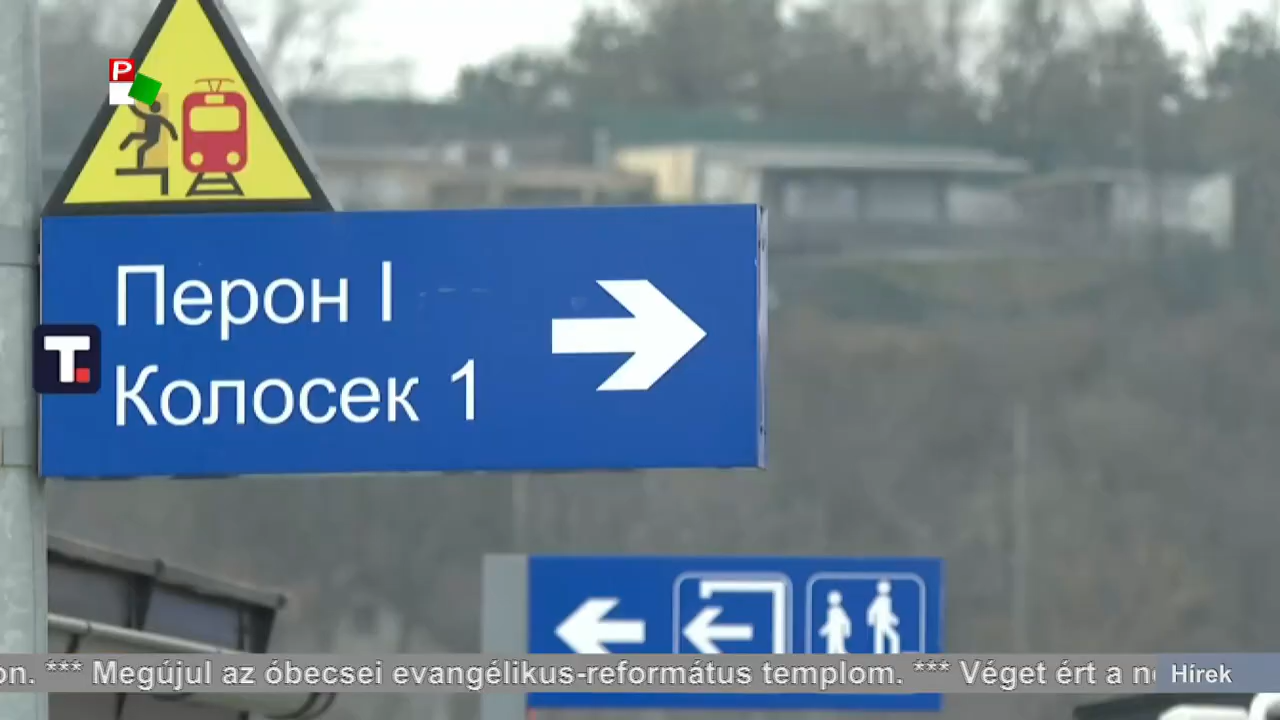 P
Перон I
Колосек 1
T.
on. *** Megújul az óbecsei evangélikus-református templom. *** Véget ért a
Hírek